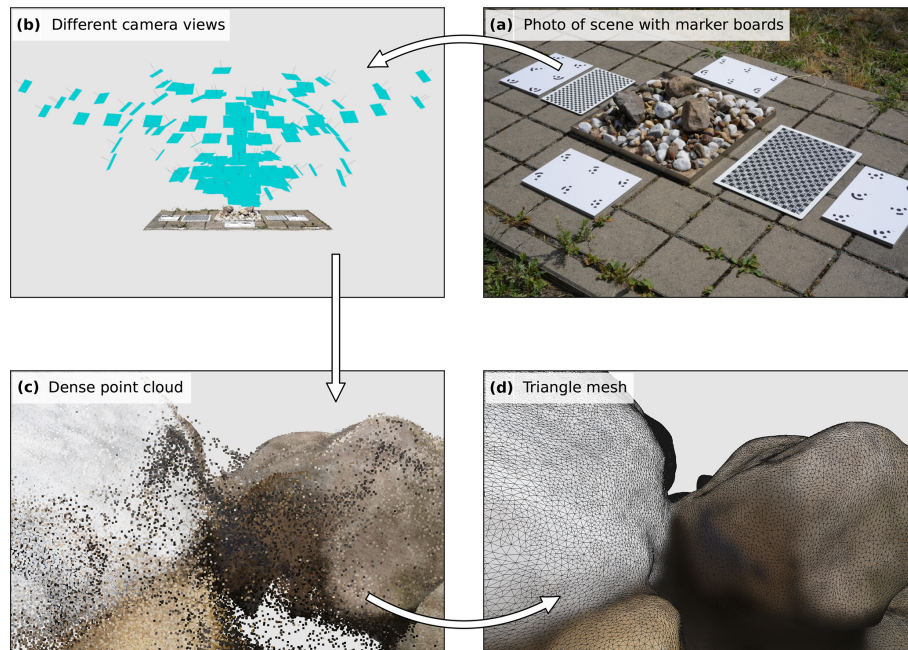 (b) Different camera views
(a) Photo of scene with marker boards
(c) Dense point cloud
(d) Triangle mesh